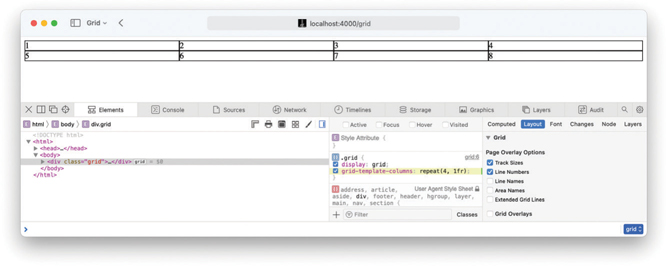 Grid
localhost:4000/grid
1 2 3 4
5 6 7 8
Elements Console Sources Network Timelines Storage Graphics Layers Audit
html body div.grid
Active Focus Hover Visited
Computed Layout Font Changes Node Layers
<!DOCTYPE html>
<html>
<head>…</head>
<body>
<div class="grid">…</div> grid = $0
</body>
</html>
Style Attribute {
}
.grid { grid:6
display: grid;
grid-template-columns: repeat(4, 1fr);
}
address, article, User Agent Style Sheet
aside, div, footer, header, hgroup, layer,
main, nav, section {
Filter Classes
Grid
Page Overlay Options
Track Sizes
Line Numbers
Line Names
Area Names
Extended Grid Lines
Grid Overlays
grid